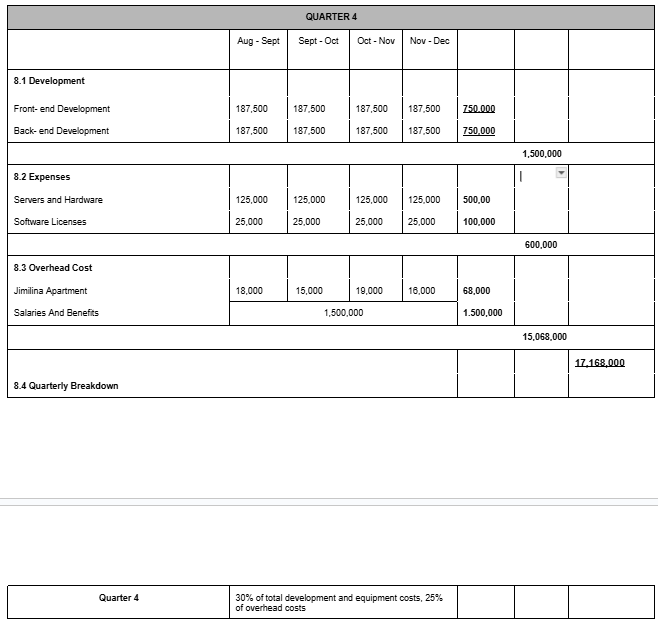 QUARTER 4
Aug - Sept Sept - Oct Oct - Nov Nov - Dec
8.1 Development
Front- end Development 187,500 187,500 187,500 187,500 750.000
Back- end Development 187,500 187,500 187,500 187,500 750,000
1,500,000
8.2 Expenses
Servers and Hardware 125,000 125,000 125,000 125,000 500,00
Software Licenses 25,000 25,000 25,000 25,000 100,000
600,000
8.3 Overhead Cost
Jimilina Apartment 18,000 15,000 19,000 16,000 68,000
Salaries And Benefits 1,500,000 1.500,000
15,068,000
17,168,000
8.4 Quarterly Breakdown
Quarter 4 30% of total development and equipment costs, 25%
of overhead costs